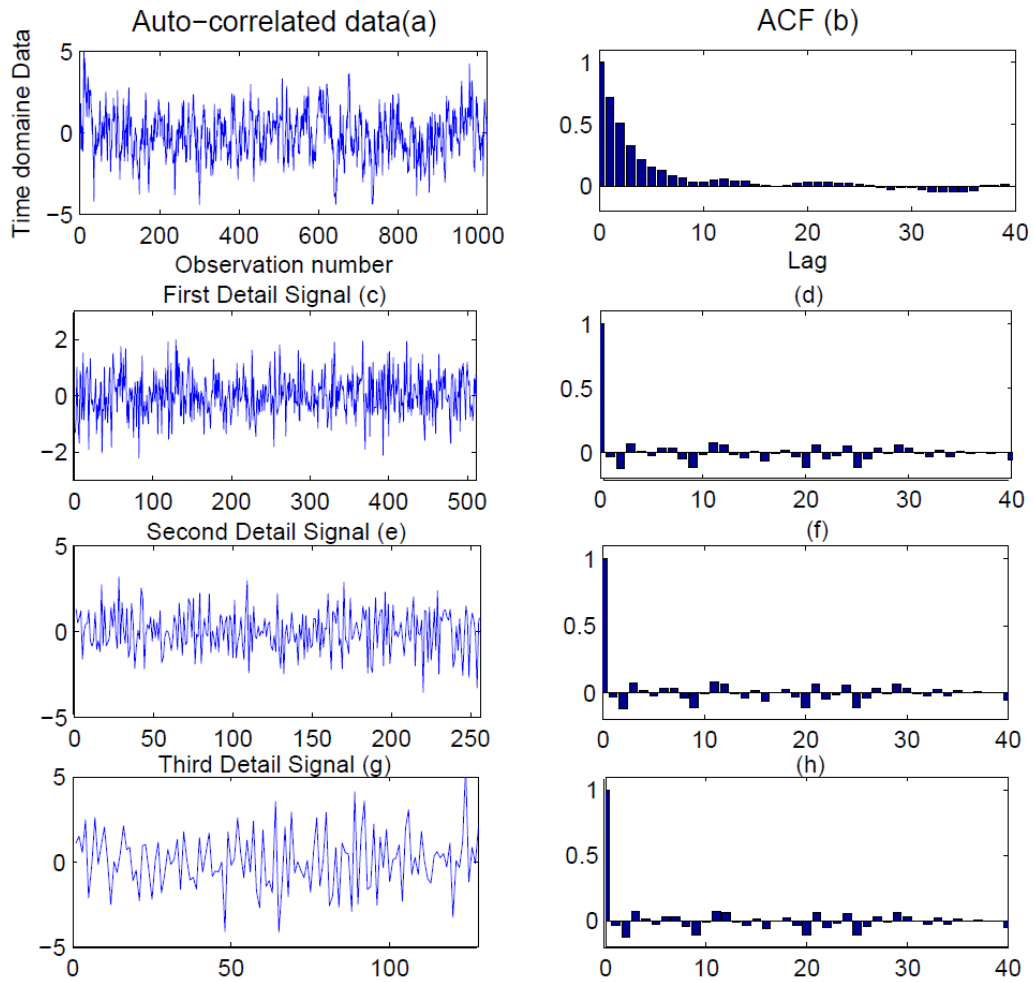 Auto−correlated data(a)
ACF (b)
Time domaine Data
5
0
−5
0 200 400 600 800 1000
Observation number
1
0.5
0
0 10 20 30 40
Lag
First Detail Signal (c)
(d)
2
0
−2
0 100 200 300 400 500
1
0.5
0
0 10 20 30 40
Second Detail Signal (e)
(f)
5
0
−5
0 50 100 150 200 250
1
0.5
0
0 10 20 30 40
Third Detail Signal (g)
(h)
5
0
−5
0 50 100
1
0.5
0
0 10 20 30 40